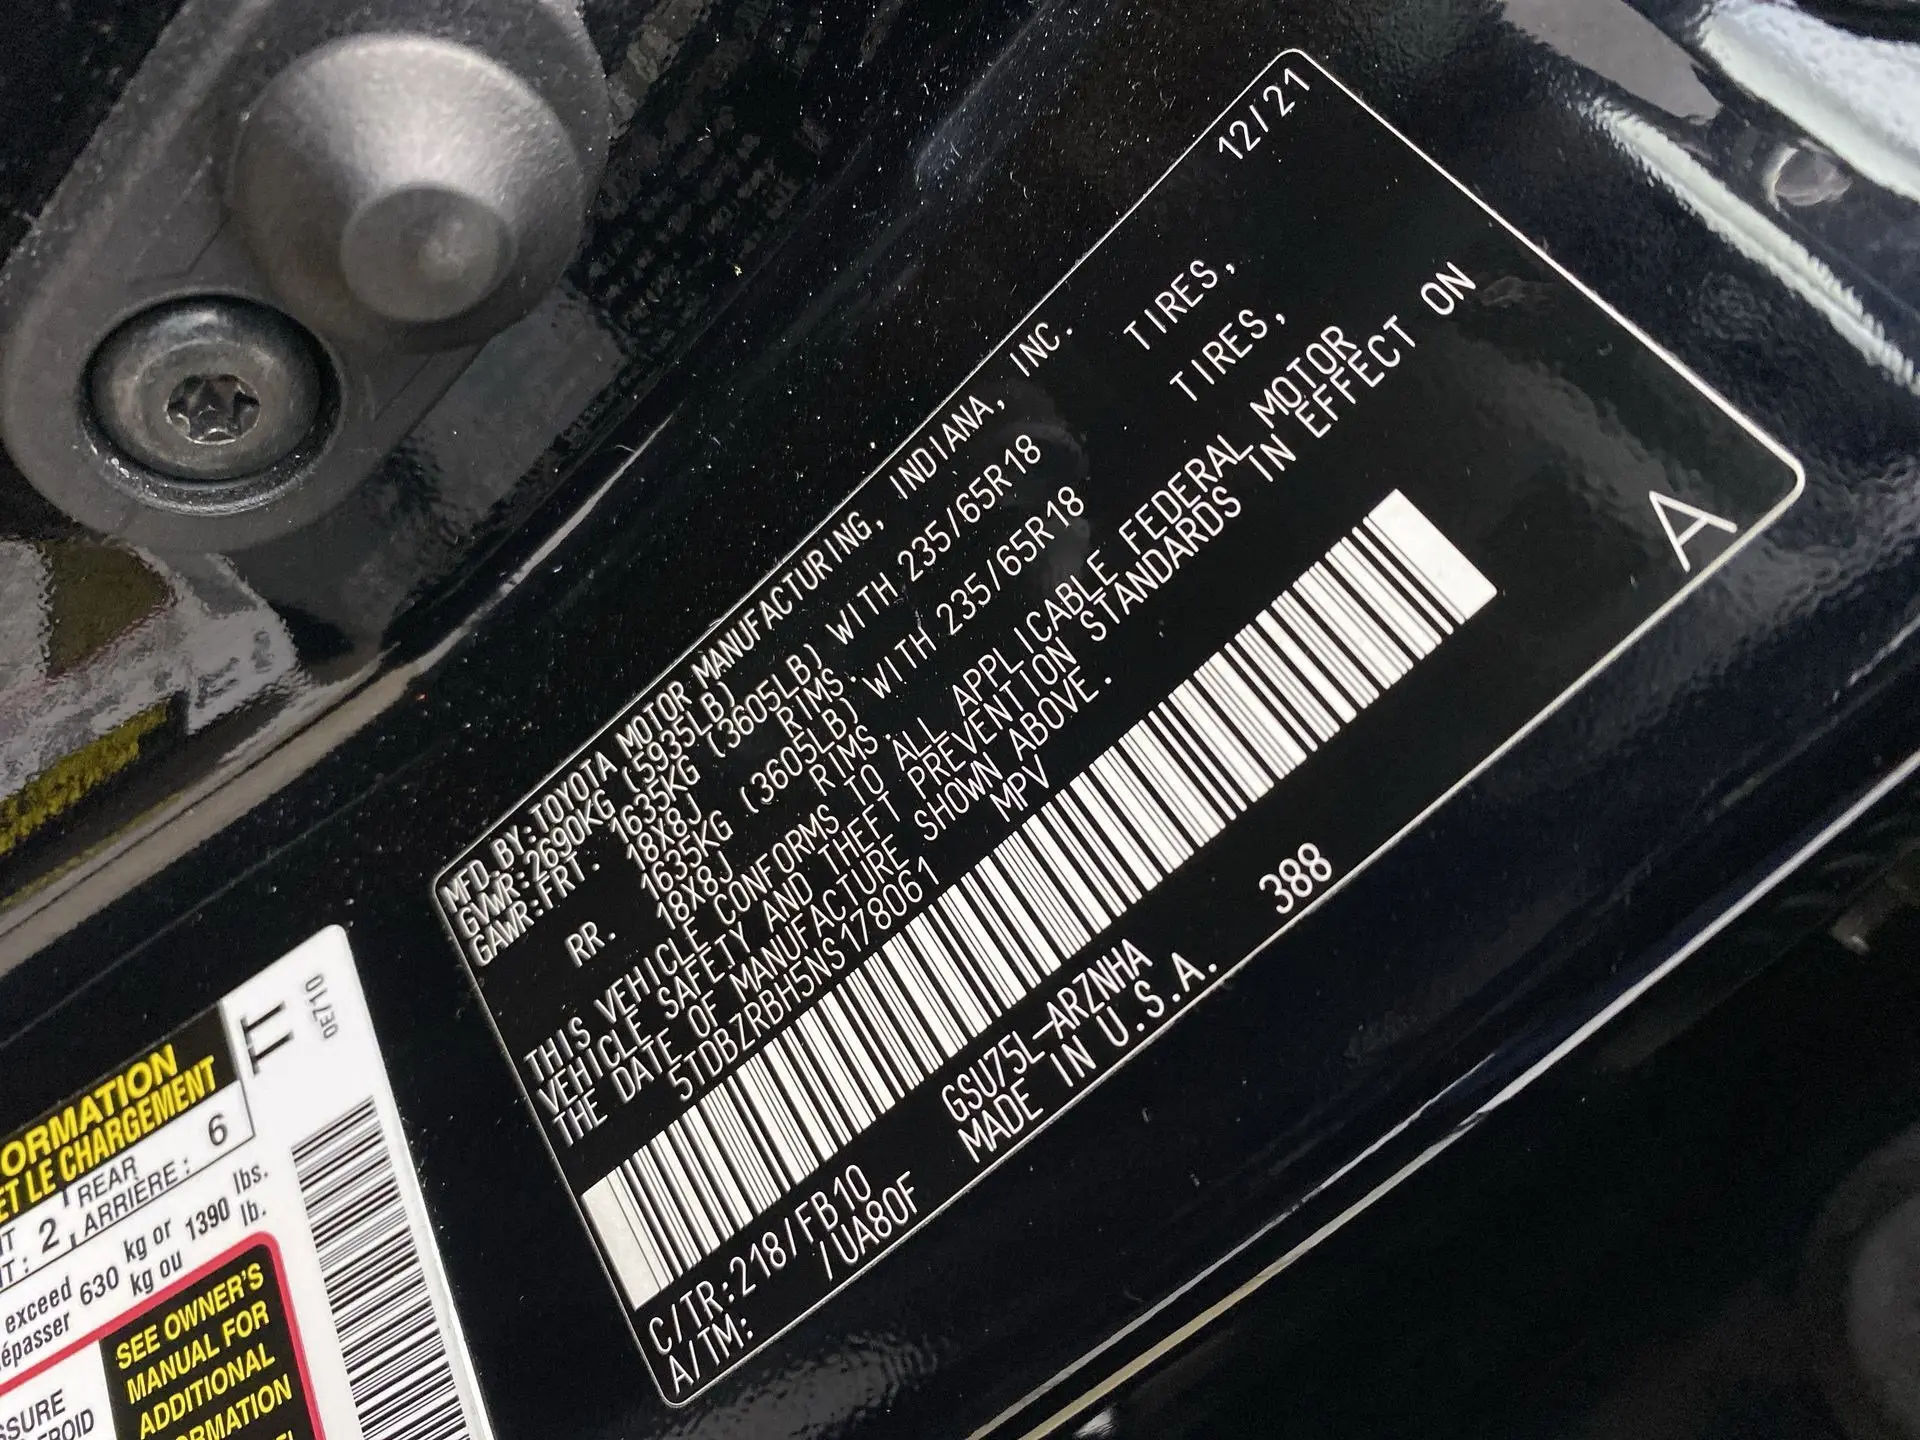 12/21
MFD. BY: TOYOTA MOTOR MANUFACTURING, INDIANA, INC.
GVWR: 2690KG (5935LB)
GAWR: FRT. 1635KG (3605LB) WITH 235/65R18 TIRES,
18X8J RIMS.
RR. 1635KG (3605LB) WITH 235/65R18 TIRES,
18X8J RIMS.
THIS VEHICLE CONFORMS TO ALL APPLICABLE FEDERAL MOTOR
VEHICLE SAFETY AND THEFT PREVENTION STANDARDS IN EFFECT ON
THE DATE OF MANUFACTURE SHOWN ABOVE.
5TDBZRBH5NS178061 MPV
A
388
C/TR: 218/FB10 GSU75L-ARZNHA
A/TM: /UA80F MADE IN U.S.A.
TT
0E710
ORMATION
ET LE CHARGEMENT
2 REAR
ARRIÈRE: 6
exceed 630 kg or 1390 lbs.
kg ou lb.
SEE OWNER'S
MANUAL FOR
ADDITIONAL